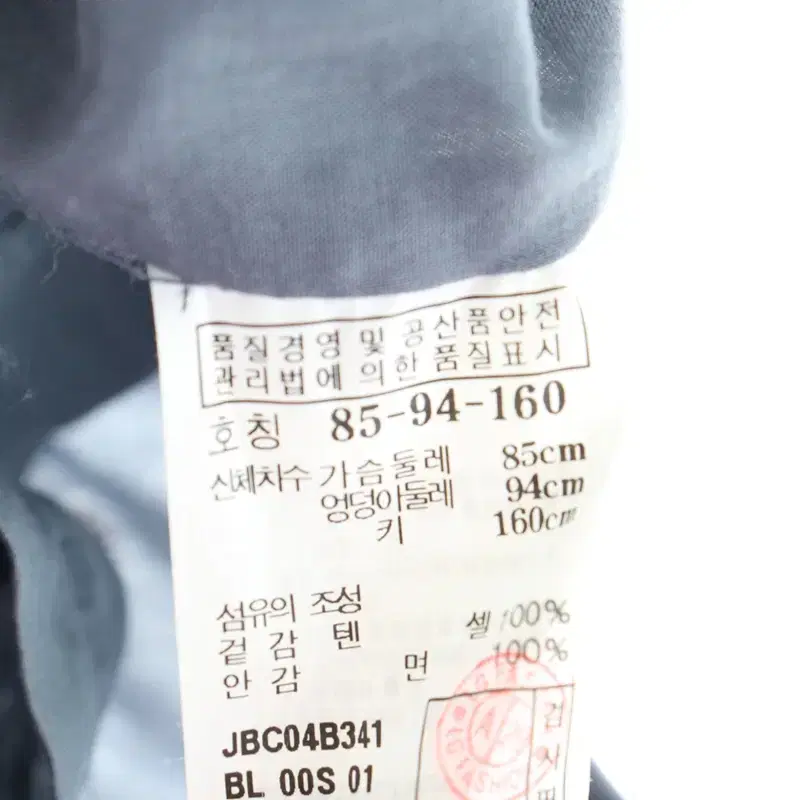 품질경영 및 공산품안전
관리법에 의한 품질표시
호칭 85-94-160
신체치수 가슴둘레 85cm
엉덩이둘레 94cm
키 160cm
섬유의 조성
겉감 텐셀 100%
안감 면 100%
JBC04B341
BL 00S 01
검사